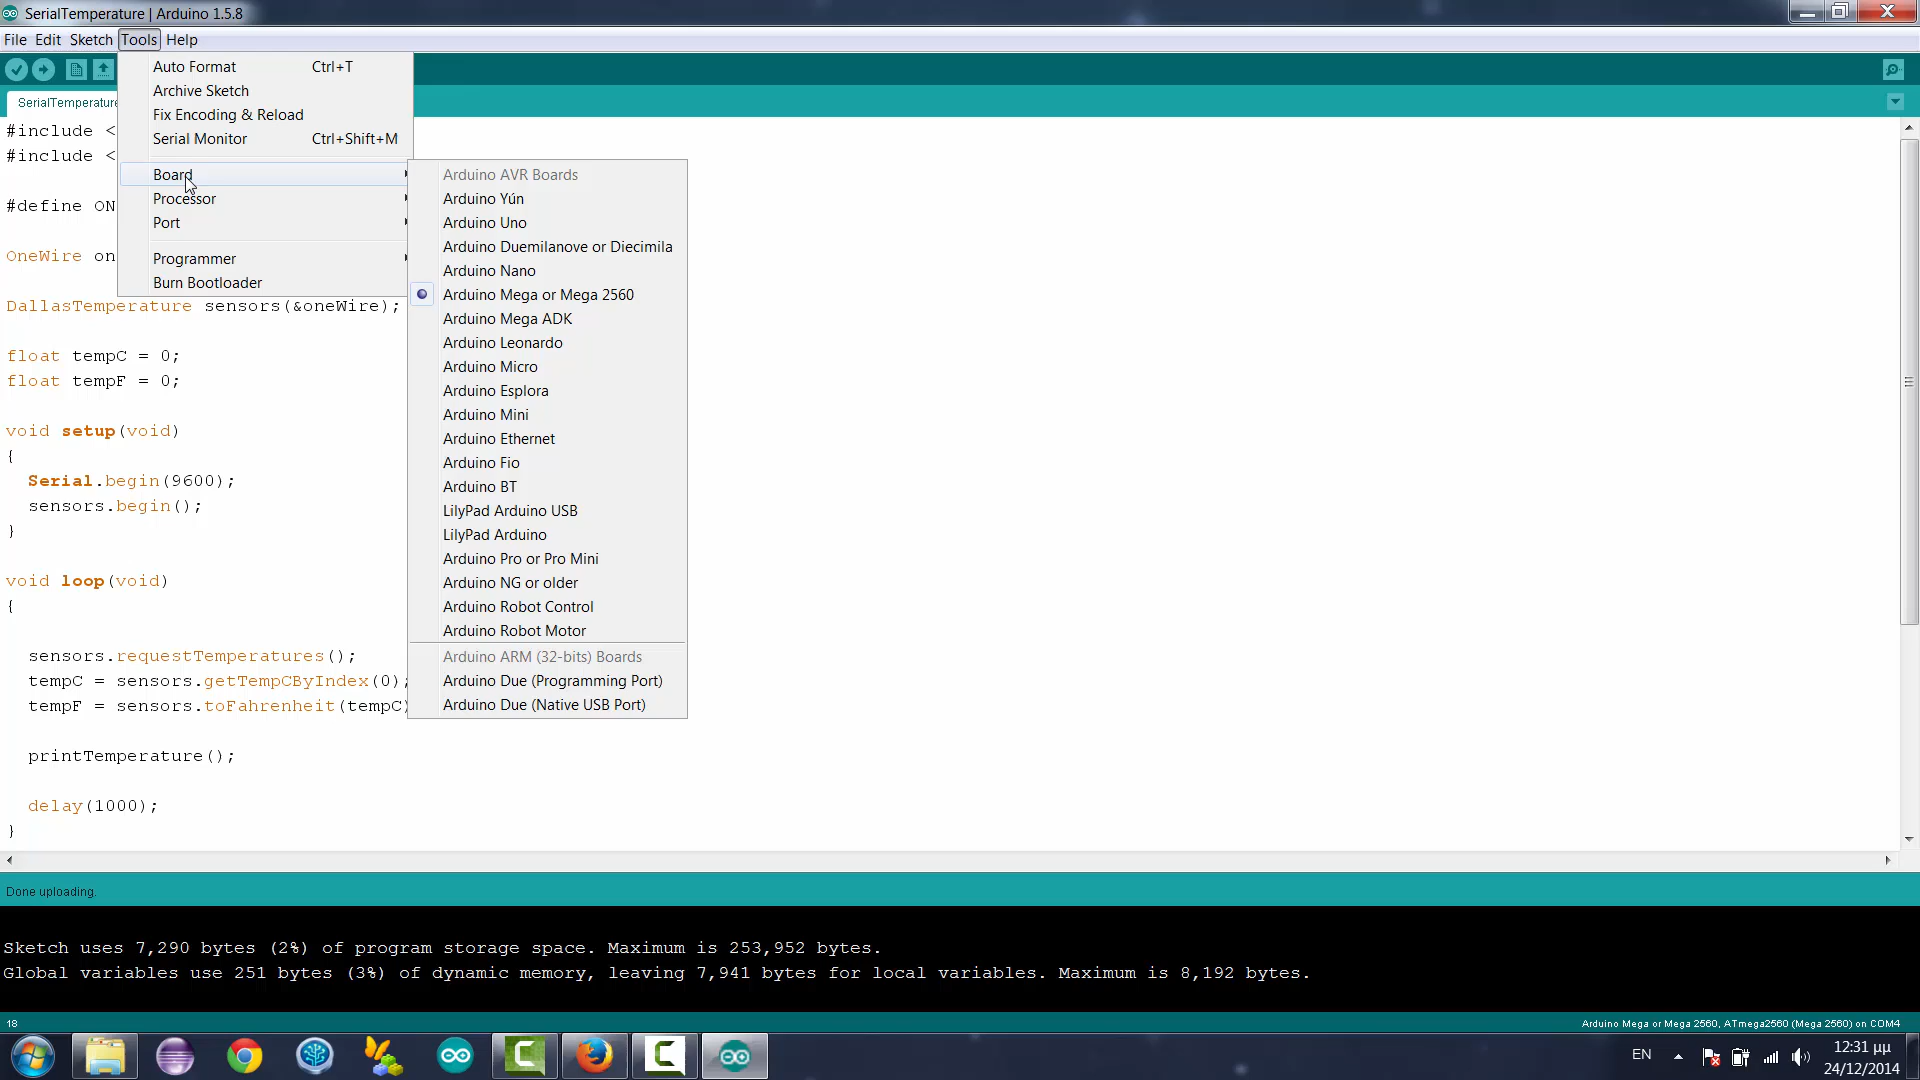 SerialTemperature | Arduino 1.5.8
File Edit Sketch Tools Help
Auto Format Ctrl+T
Archive Sketch
Fix Encoding & Reload
Serial Monitor Ctrl+Shift+M
Board
Processor
Port
Programmer
Burn Bootloader
Arduino AVR Boards
Arduino Yún
Arduino Uno
Arduino Duemilanove or Diecimila
Arduino Nano
Arduino Mega or Mega 2560
Arduino Mega ADK
Arduino Leonardo
Arduino Micro
Arduino Esplora
Arduino Mini
Arduino Ethernet
Arduino Fio
Arduino BT
LilyPad Arduino USB
LilyPad Arduino
Arduino Pro or Pro Mini
Arduino NG or older
Arduino Robot Control
Arduino Robot Motor
Arduino ARM (32-bits) Boards
Arduino Due (Programming Port)
Arduino Due (Native USB Port)
SerialTemperature
#include <
#include <
#define ON
OneWire on
DallasTemperature sensors(&oneWire);
float tempC = 0;
float tempF = 0;
void setup(void)
{
Serial.begin(9600);
sensors.begin();
}
void loop(void)
{
sensors.requestTemperatures();
tempC = sensors.getTempCByIndex(0);
tempF = sensors.toFahrenheit(tempC)
printTemperature();
delay(1000);
}
Done uploading.
Sketch uses 7,290 bytes (2%) of program storage space. Maximum is 253,952 bytes.
Global variables use 251 bytes (3%) of dynamic memory, leaving 7,941 bytes for local variables. Maximum is 8,192 bytes.
18 Arduino Mega or Mega 2560, ATmega2560 (Mega 2560) on COM4
EN
12:31 μμ
24/12/2014